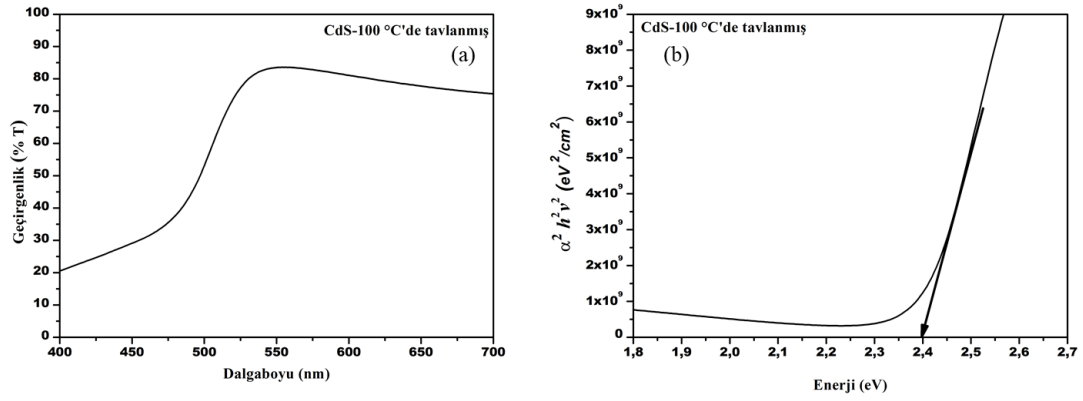 CdS-100 °C'de tavlanmış
(a)
Geçirgenlik (% T)
100
90
80
70
60
50
40
30
20
10
0
400 450 500 550 600 650 700
Dalgaboyu (nm)
CdS-100 °C'de tavlanmış
(b)
α² h² ν² (eV²/cm²)
9x10⁹
8x10⁹
7x10⁹
6x10⁹
5x10⁹
4x10⁹
3x10⁹
2x10⁹
1x10⁹
0
1,8 1,9 2,0 2,1 2,2 2,3 2,4 2,5 2,6 2,7
Enerji (eV)